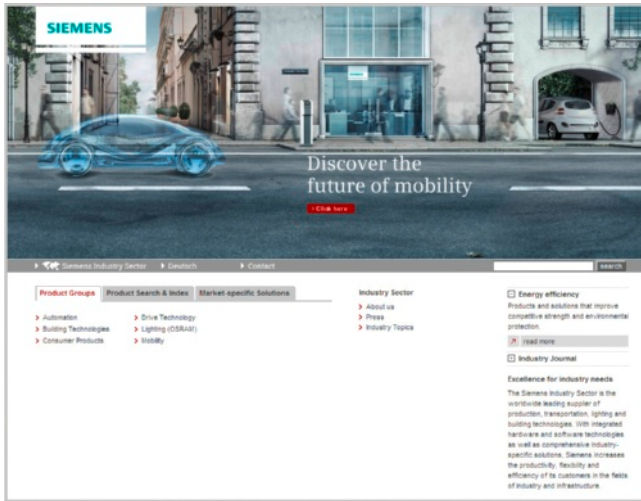 SIEMENS
SIEMENS
Discover the
future of mobility
Click here
Siemens Industry Sector
Deutsch
Contact
search
Product Groups
Product Search & Index
Market-specific Solutions
Automation
Building Technologies
Consumer Products
Drive Technology
Lighting (OSRAM)
Mobility
Industry Sector
About us
Press
Industry Topics
Energy efficiency
Products and solutions that improve
competitive strength and environmental
protection.
read more
Industry Journal
Excellence for industry needs
The Siemens Industry Sector is the
worldwide leading supplier of
production, transportation, lighting and
building technologies. With integrated
hardware and software technologies
as well as comprehensive industry-
specific solutions, Siemens increases
the productivity, flexibility and
efficiency of its customers in the fields
of industry and infrastructure.